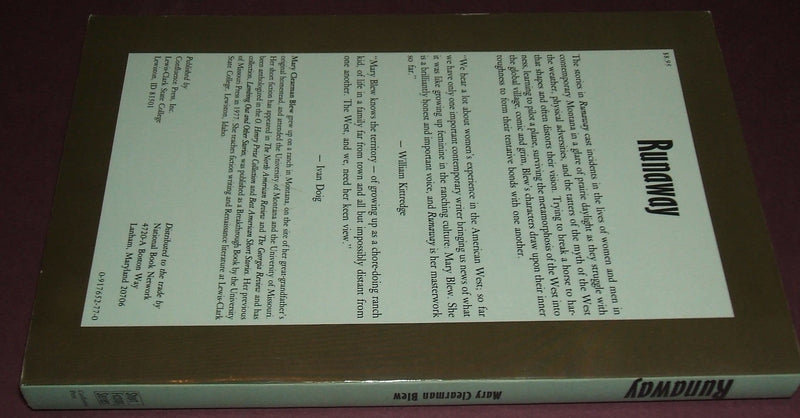 $8.95
Runaway
The stories in Runaway cast incidents in the lives of women and men in
contemporary Montana in a glare of prairie daylight as they struggle with
the weather, physical adversities, and the tatters of the myth of the West
that shapes and often distorts their vision. Trying to break a horse to har-
ness, learning to pilot a plane, surviving the metamorphosis of the West into
the global village, comic and grim, Blew's characters draw upon their inner
toughness to form their tentative bonds with one another.
"We hear a lot about women's experience in the American West; so far
we have only one important contemporary writer bringing us news of what
it was like growing up feminine in the ranching culture: Mary Blew. She
is a brilliantly honest and important voice, and Runaway is her masterwork
so far."
— William Kittredge
"Mary Blew knows the territory — of growing up as a chore-doing ranch
kid, of life in a family far from town and all but impossibly distant from
one another. The West, and we, need her keen view."
— Ivan Doig
Mary Clearman Blew grew up on a ranch in Montana, on the site of her great-grandfather's
original homestead, and attended the University of Montana and the University of Missouri.
Her short fiction has appeared in The North American Review and The Georgia Review and has
been anthologized in the O. Henry Prize Collection and Best American Short Stories. Her previous
collection, Lambing Out and Other Stories, was published as a Breakthrough Book by the University
of Missouri Press in 1977. She teaches fiction writing and Renaissance literature at Lewis-Clark
State College, Lewiston, Idaho.
Published by
Confluence Press, Inc.
Lewis-Clark State College
Lewiston, ID 83501
Distributed to the trade by
National Book Network
4720-A Boston Way
Lanham, Maryland 20706
0-917652-77-0
Runaway
Mary Clearman Blew